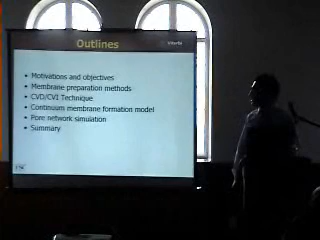 Outlines
• Motivations and objectives
• Membrane preparation methods
• CVD/CVI Technique
• Continuum membrane formation model
• Pore network simulation
• Summary